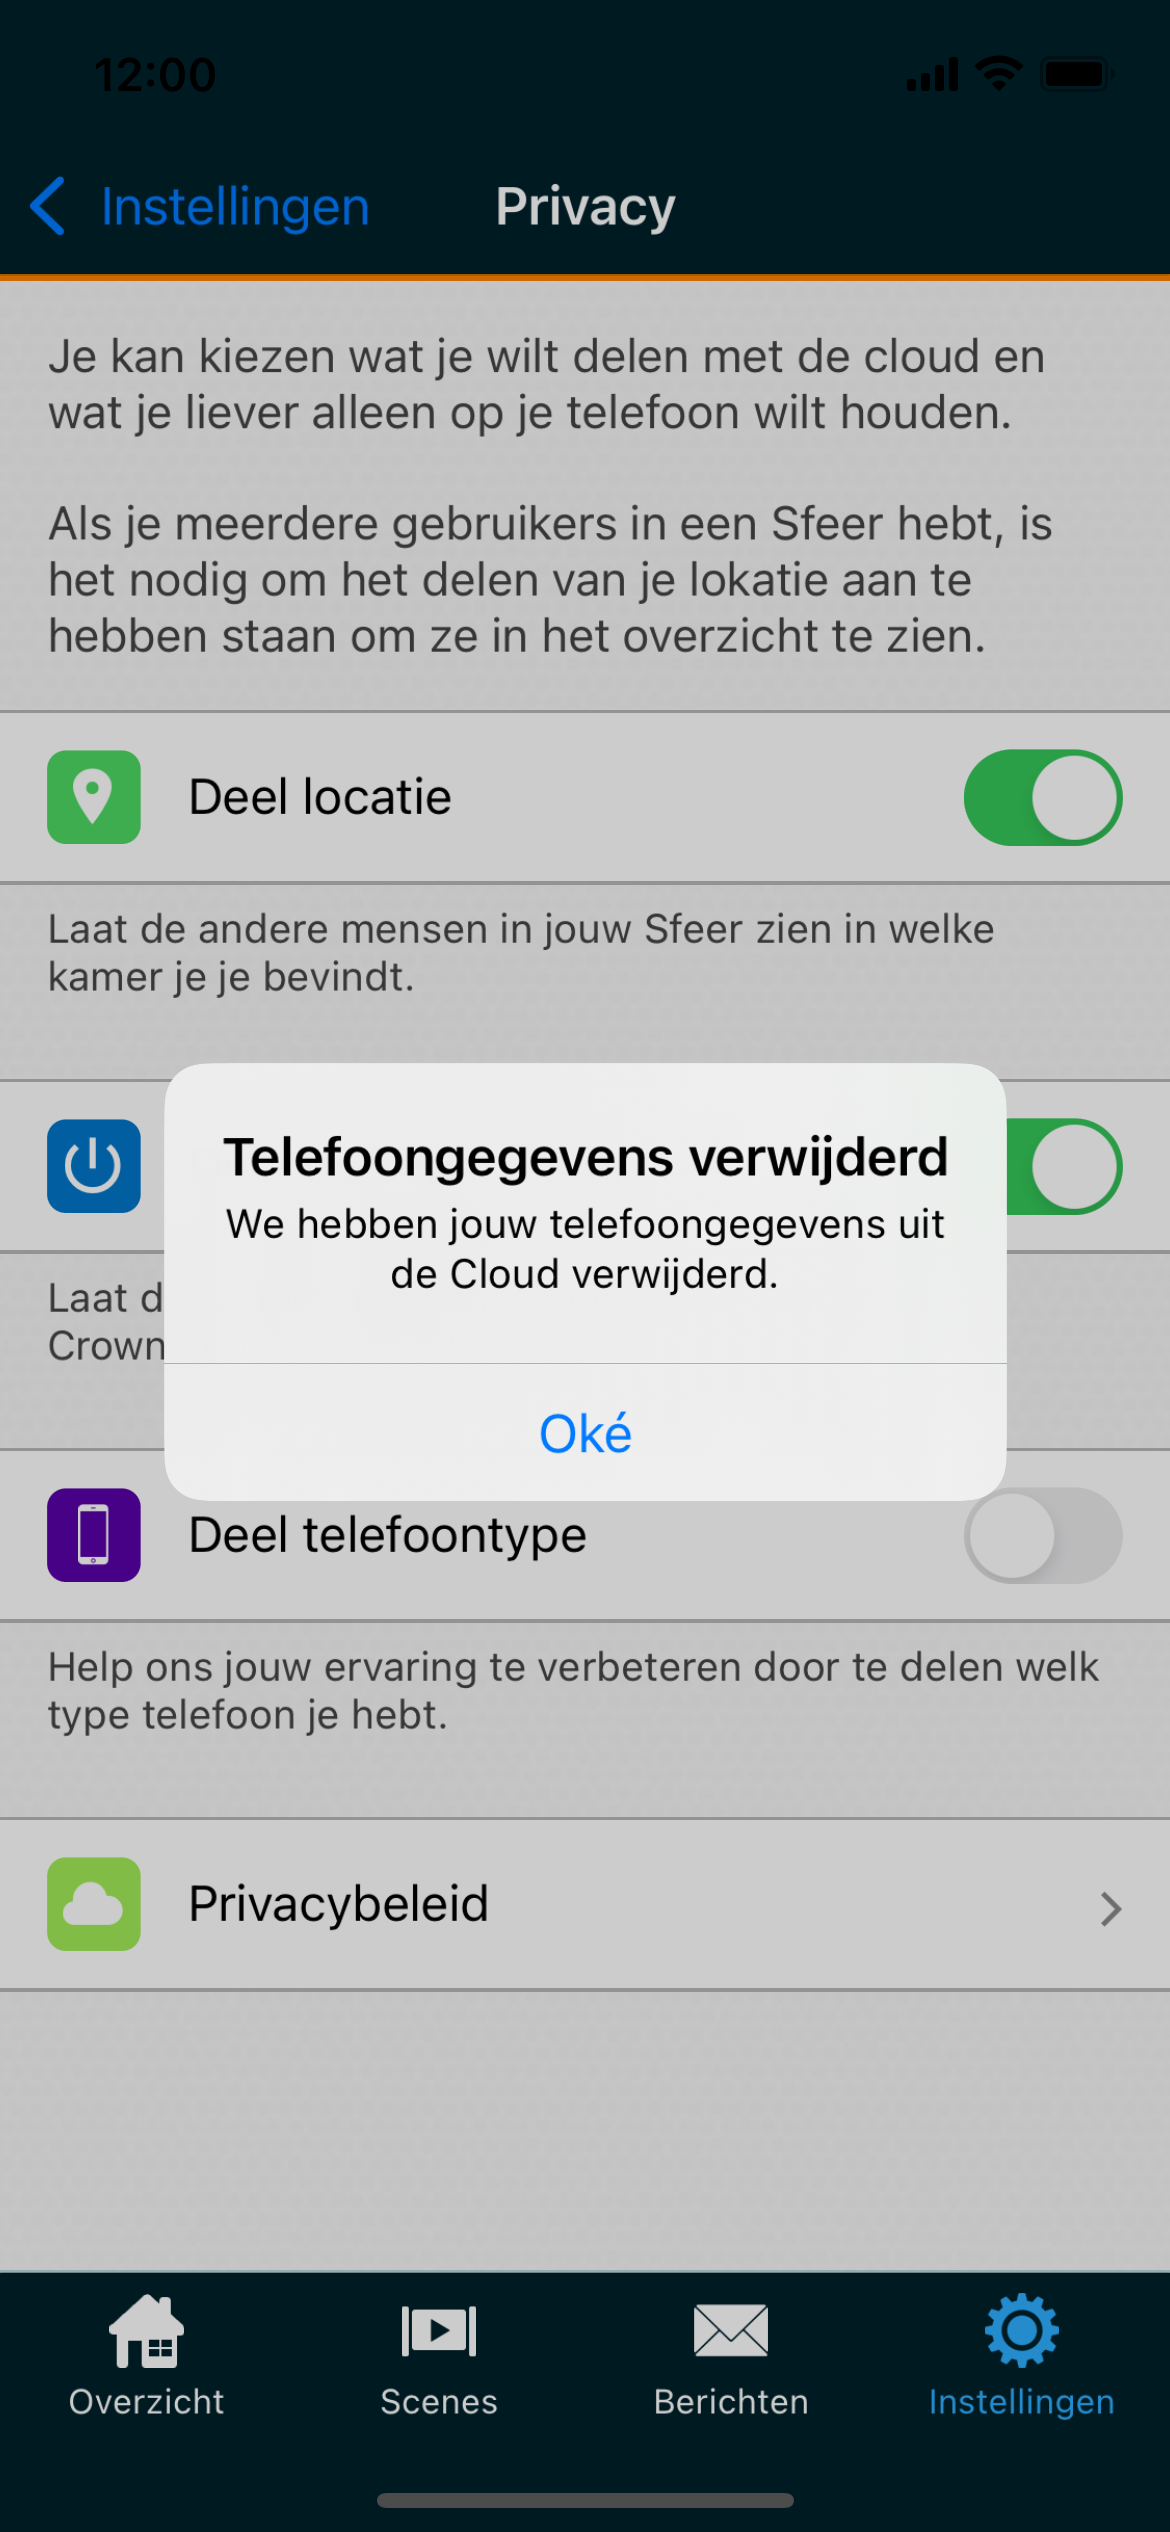 12:00
Instellingen
Privacy
Je kan kiezen wat je wilt delen met de cloud en
wat je liever alleen op je telefoon wilt houden.
Als je meerdere gebruikers in een Sfeer hebt, is
het nodig om het delen van je lokatie aan te
hebben staan om ze in het overzicht te zien.
Deel locatie
Laat de andere mensen in jouw Sfeer zien in welke
kamer je je bevindt.
Telefoongegevens verwijderd
We hebben jouw telefoongegevens uit
de Cloud verwijderd.
Laat d
Crown
Oké
Deel telefoontype
Help ons jouw ervaring te verbeteren door te delen welk
type telefoon je hebt.
Privacybeleid
Overzicht
Scenes
Berichten
Instellingen